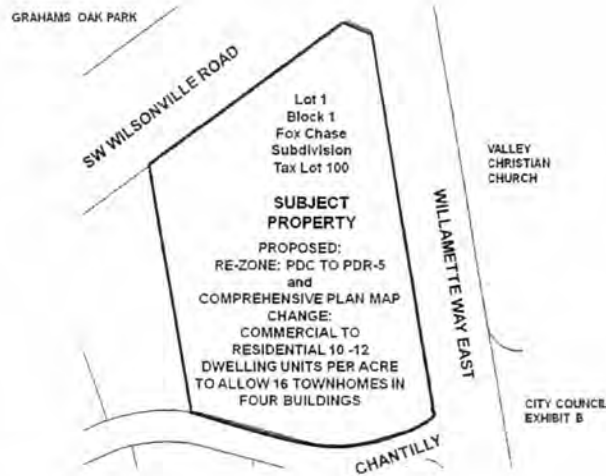 GRAHAMS OAK PARK
SW WILSONVILLE ROAD
Lot 1
Block 1
Fox Chase
Subdivision
Tax Lot 100
SUBJECT
PROPERTY
PROPOSED:
RE-ZONE: PDC TO PDR-5
and
COMPREHENSIVE PLAN MAP
CHANGE:
COMMERCIAL TO
RESIDENTIAL 10 -12
DWELLING UNITS PER ACRE
TO ALLOW 16 TOWNHOMES IN
FOUR BUILDINGS
VALLEY
CHRISTIAN
CHURCH
WILLAMETTE WAY EAST
CITY COUNCIL
EXHIBIT B
CHANTILLY